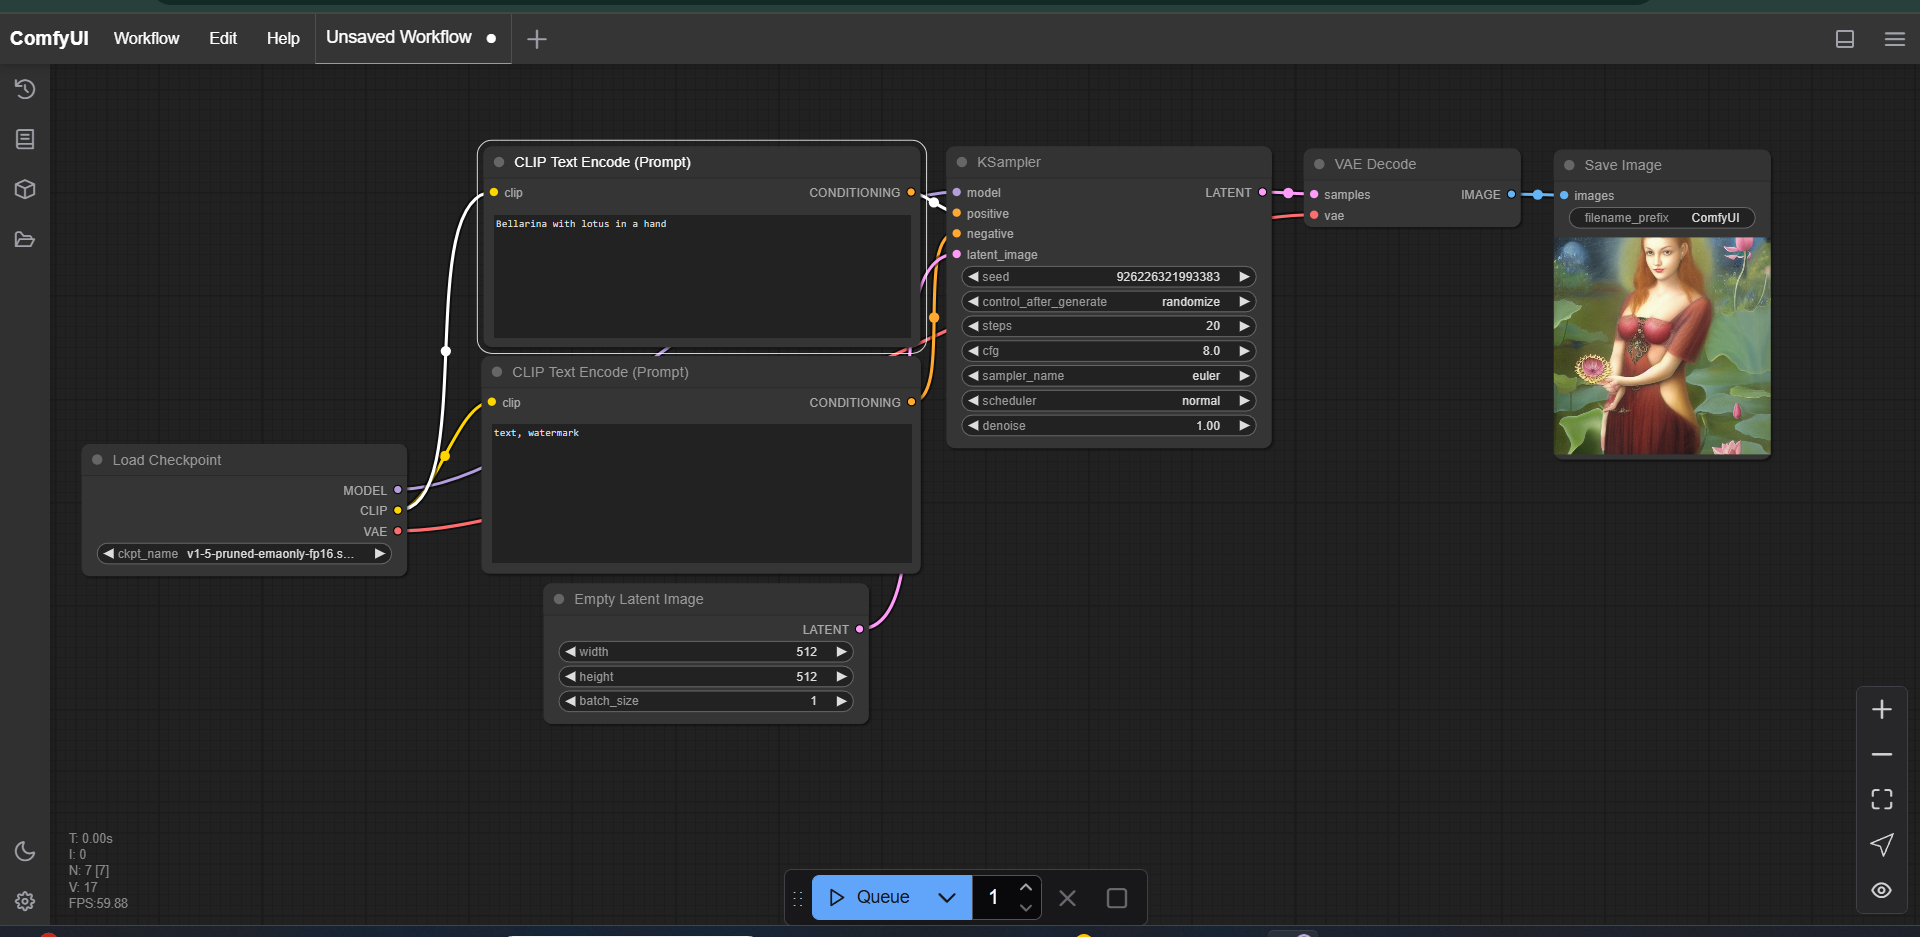 ComfyUI Workflow Edit Help Unsaved Workflow
CLIP Text Encode (Prompt)
clip CONDITIONING
Bellarina with lotus in a hand
CLIP Text Encode (Prompt)
clip CONDITIONING
text, watermark
Load Checkpoint
MODEL
CLIP
VAE
ckpt_name v1-5-pruned-emaonly-fp16.s...
Empty Latent Image
LATENT
width 512
height 512
batch_size 1
KSampler
model LATENT
positive
negative
latent_image
seed 926226321993383
control_after_generate randomize
steps 20
cfg 8.0
sampler_name euler
scheduler normal
denoise 1.00
VAE Decode
samples IMAGE
vae
Save Image
images
filename_prefix ComfyUI
T: 0.00s
I: 0
N: 7 [7]
V: 17
FPS:59.88
Queue 1